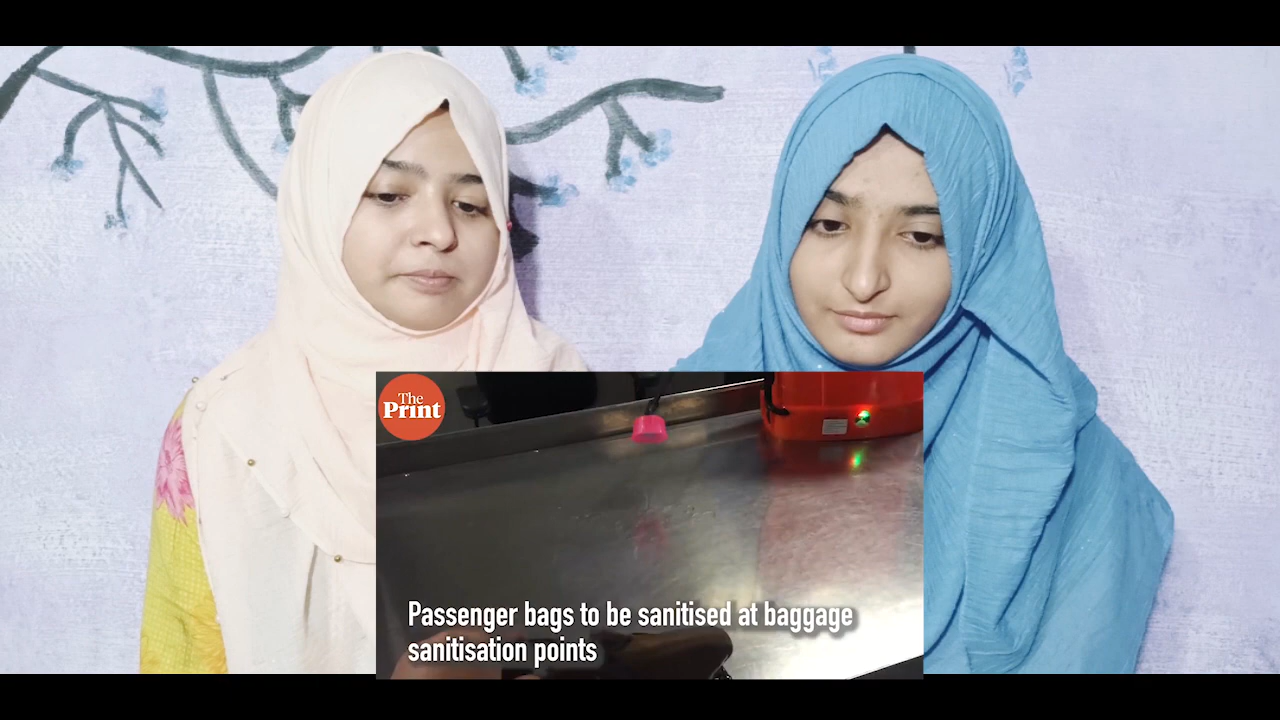 The
Print
Passenger bags to be sanitised at baggage
sanitisation points